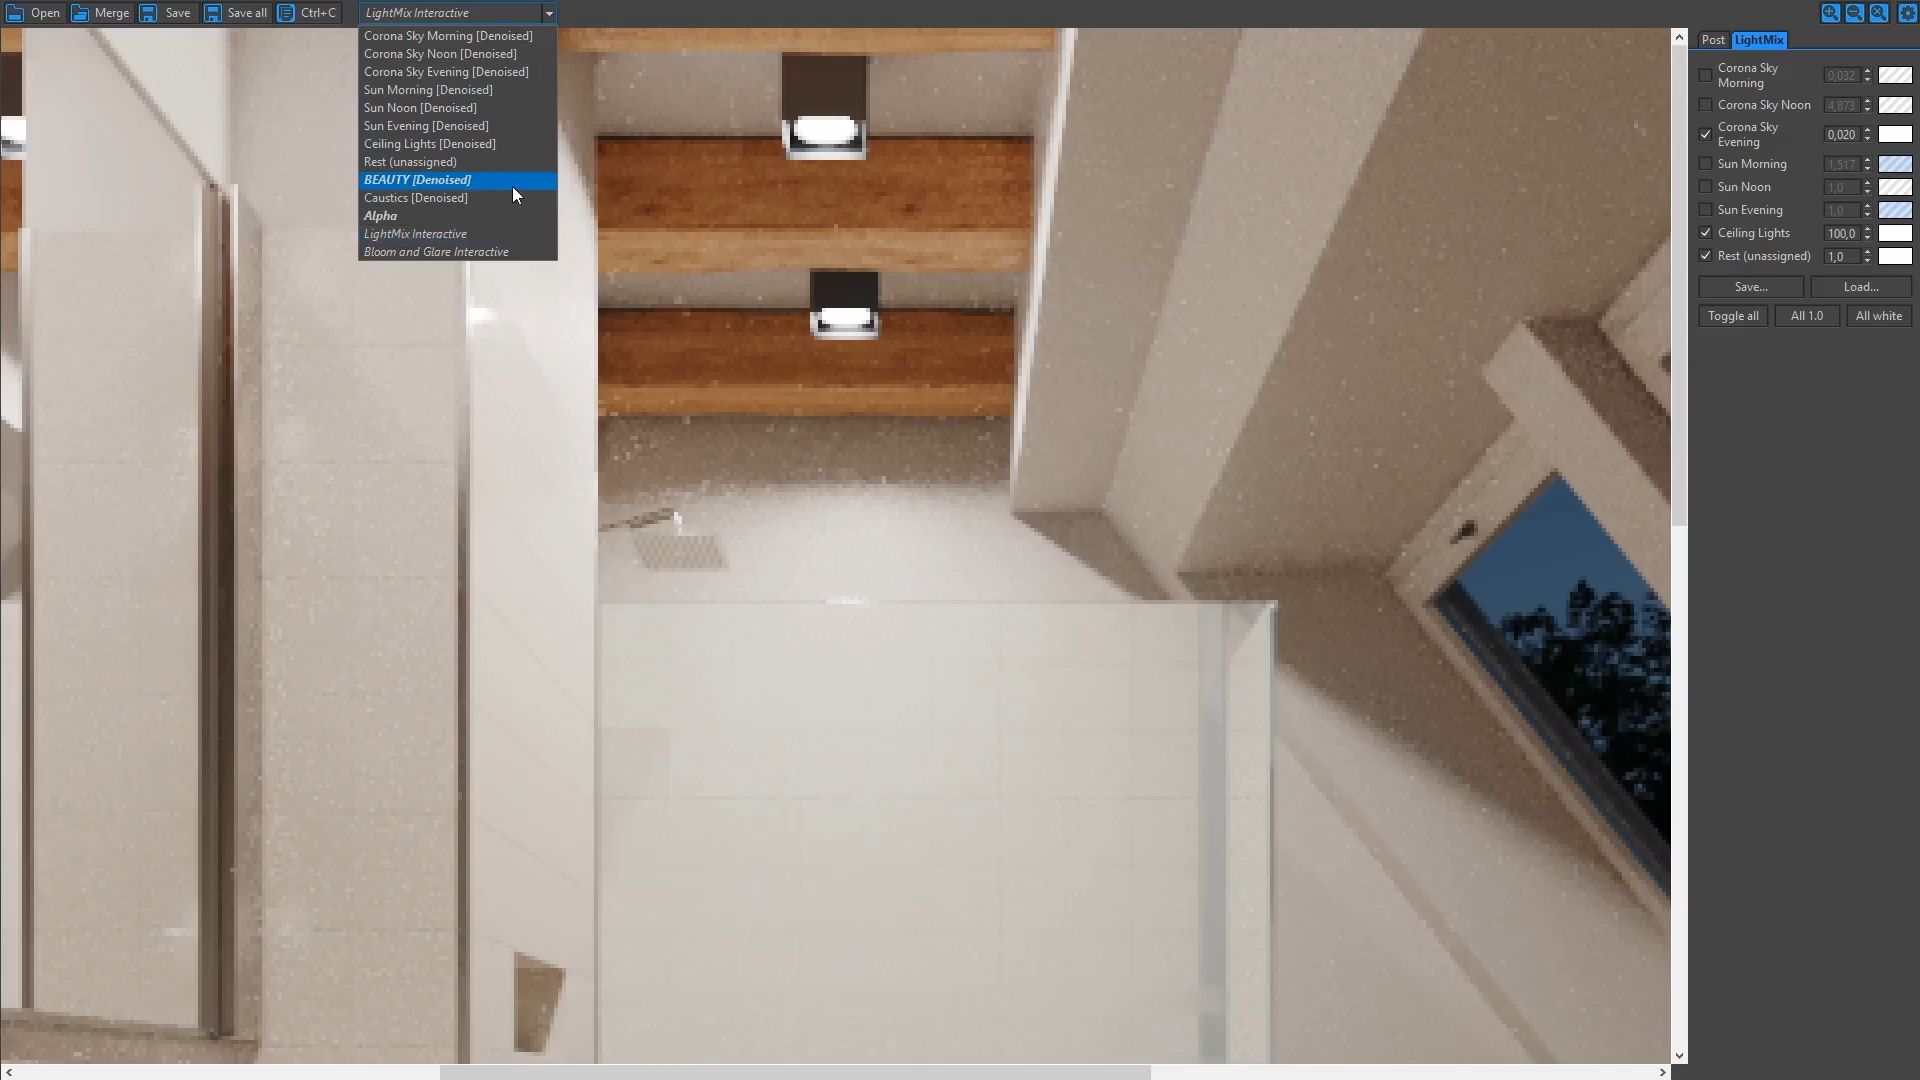 Open Merge Save Save all Ctrl+C LightMix Interactive
Corona Sky Morning [Denoised]
Corona Sky Noon [Denoised]
Corona Sky Evening [Denoised]
Sun Morning [Denoised]
Sun Noon [Denoised]
Sun Evening [Denoised]
Ceiling Lights [Denoised]
Rest (unassigned)
BEAUTY [Denoised]
Caustics [Denoised]
Alpha
LightMix Interactive
Bloom and Glare Interactive
Post LightMix
Corona Sky
Morning 0,032
Corona Sky Noon 4,873
Corona Sky
Evening 0,020
Sun Morning 1,517
Sun Noon 1,0
Sun Evening 1,0
Ceiling Lights 100,0
Rest (unassigned) 1,0
Save... Load...
Toggle all All 1.0 All white